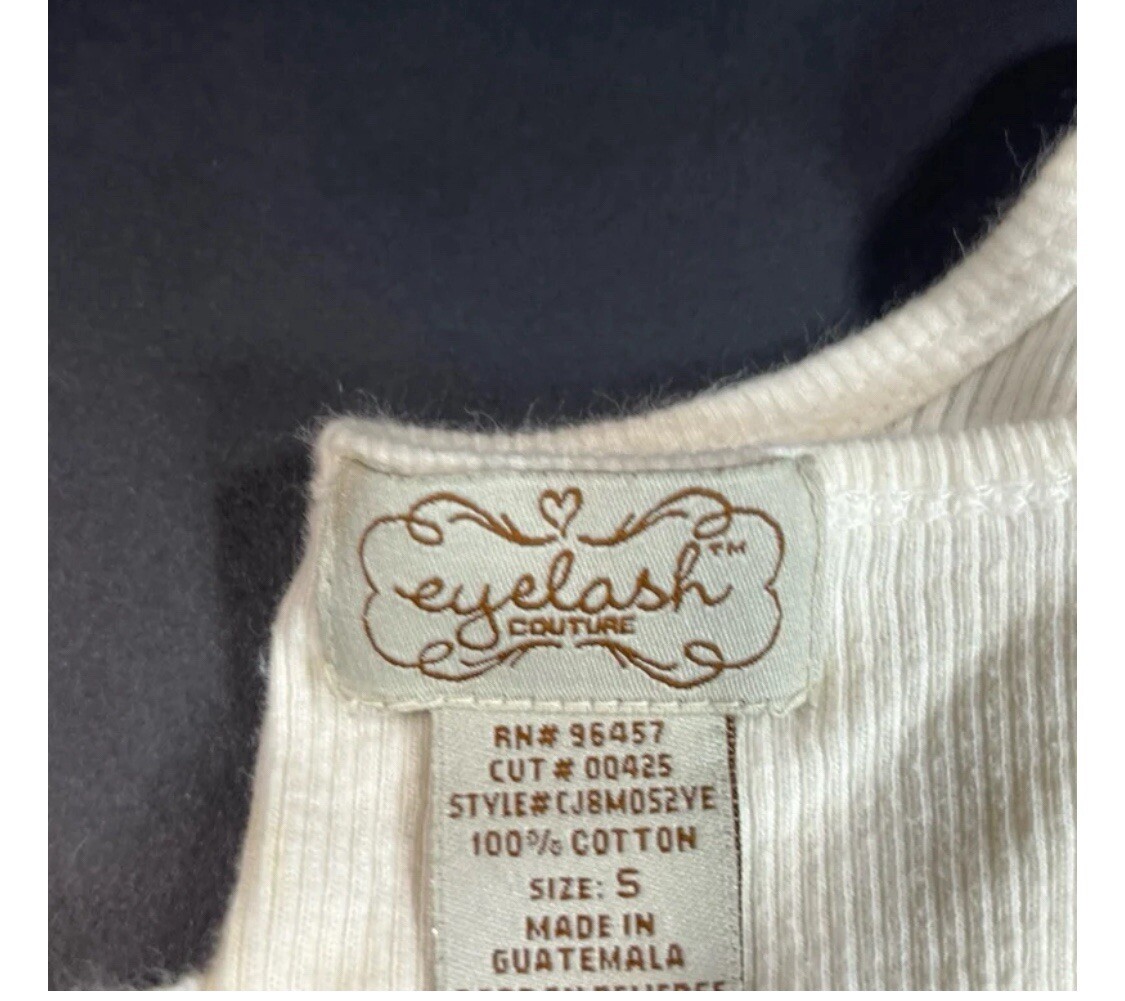 eyelash™
COUTURE
RN# 96457
CUT # 00425
STYLE# CJ8M052YE
100% COTTON
SIZE: S
MADE IN
GUATEMALA